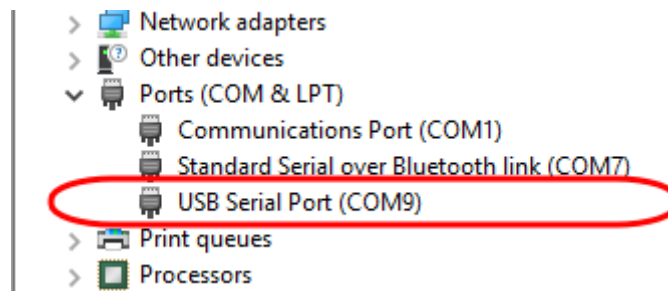 Network adapters
Other devices
Ports (COM & LPT)
Communications Port (COM1)
Standard Serial over Bluetooth link (COM7)
USB Serial Port (COM9)
Print queues
Processors